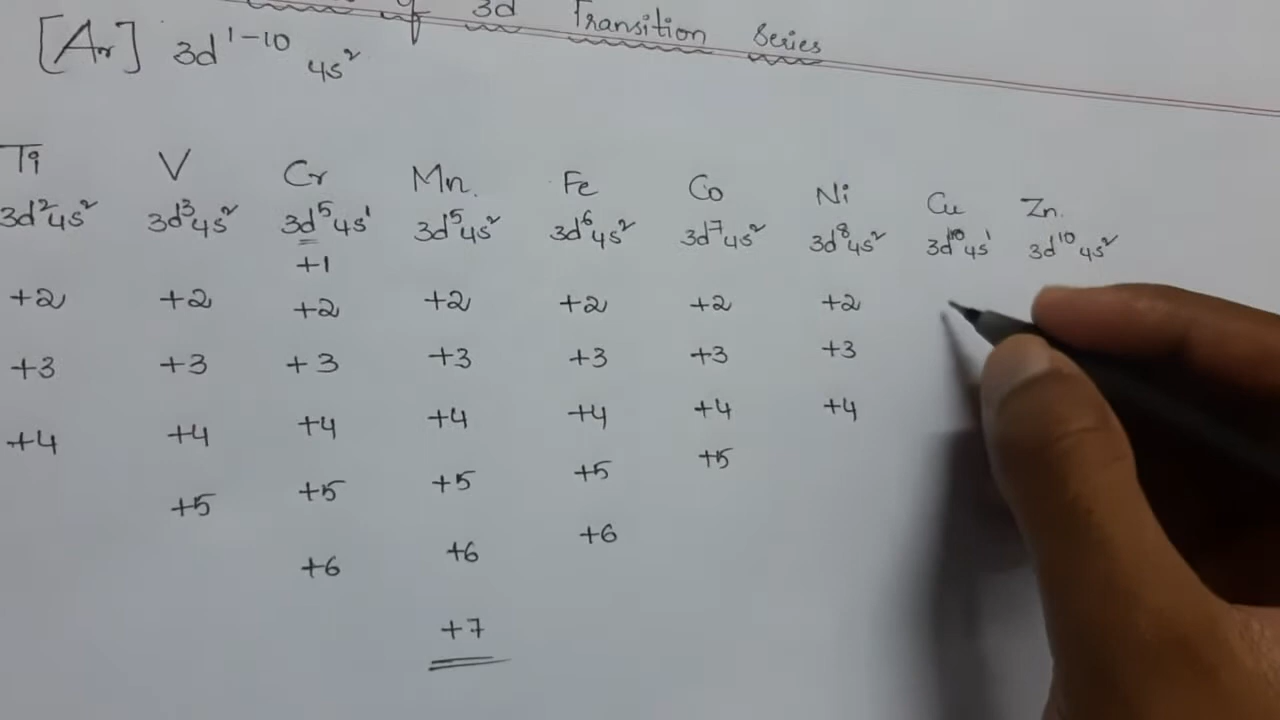 of 3d Transition Series
[Ar] 3d¹⁻¹⁰ 4s²
Ti V Cr Mn. Fe Co Ni Cu Zn.
3d²4s² 3d³4s² 3d⁵4s¹ 3d⁵4s² 3d⁶4s² 3d⁷4s² 3d⁸4s² 3d¹⁰4s¹ 3d¹⁰4s²
+1
+2 +2 +2 +2 +2 +2 +2
+3 +3 +3 +3 +3 +3 +3
+4 +4 +4 +4 +4 +4 +4
+5 +5 +5 +5 +5
+6 +6 +6
+7